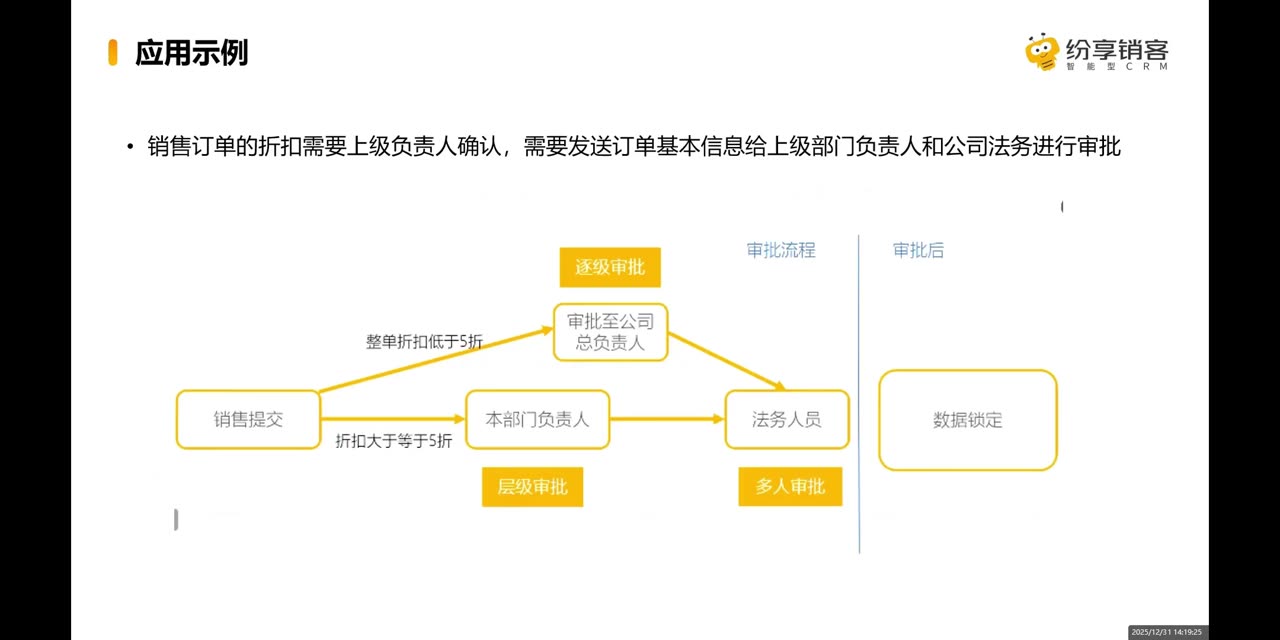 应用示例
纷享销客
智能型CRM
• 销售订单的折扣需要上级负责人确认，需要发送订单基本信息给上级部门负责人和公司法务进行审批
审批流程
审批后
逐级审批
审批至公司
总负责人
整单折扣低于5折
销售提交
本部门负责人
法务人员
数据锁定
折扣大于等于5折
层级审批
多人审批
2025/12/31 14:19:25